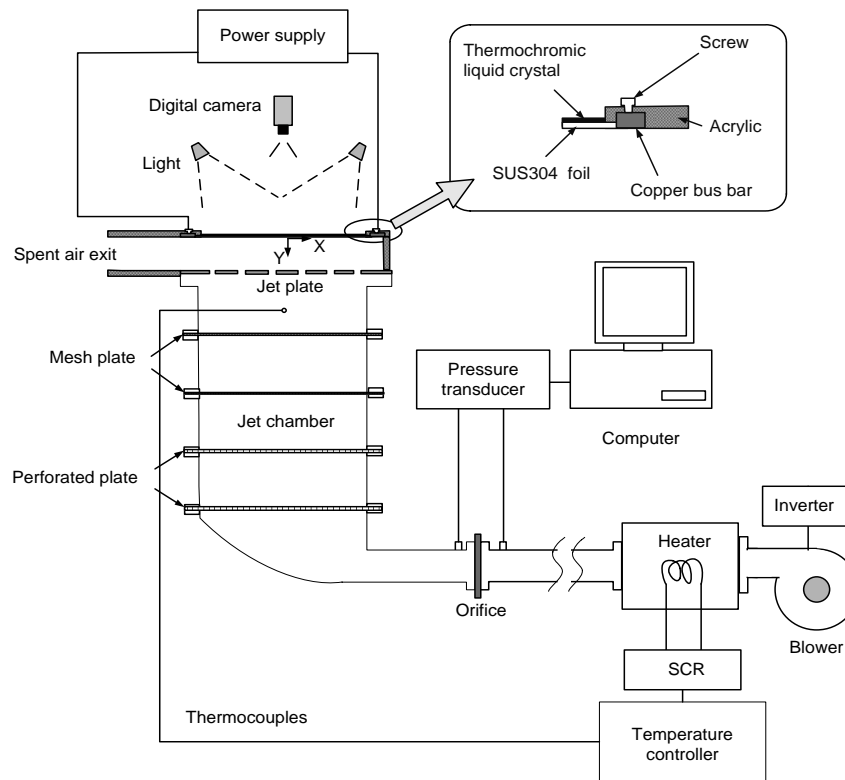 Power supply
Digital camera
Light
Thermochromic
liquid crystal
Screw
Acrylic
SUS304 foil
Copper bus bar
Spent air exit
X
Y
Jet plate
Mesh plate
Jet chamber
Perforated plate
Pressure
transducer
Computer
Inverter
Heater
Orifice
Blower
SCR
Thermocouples
Temperature
controller